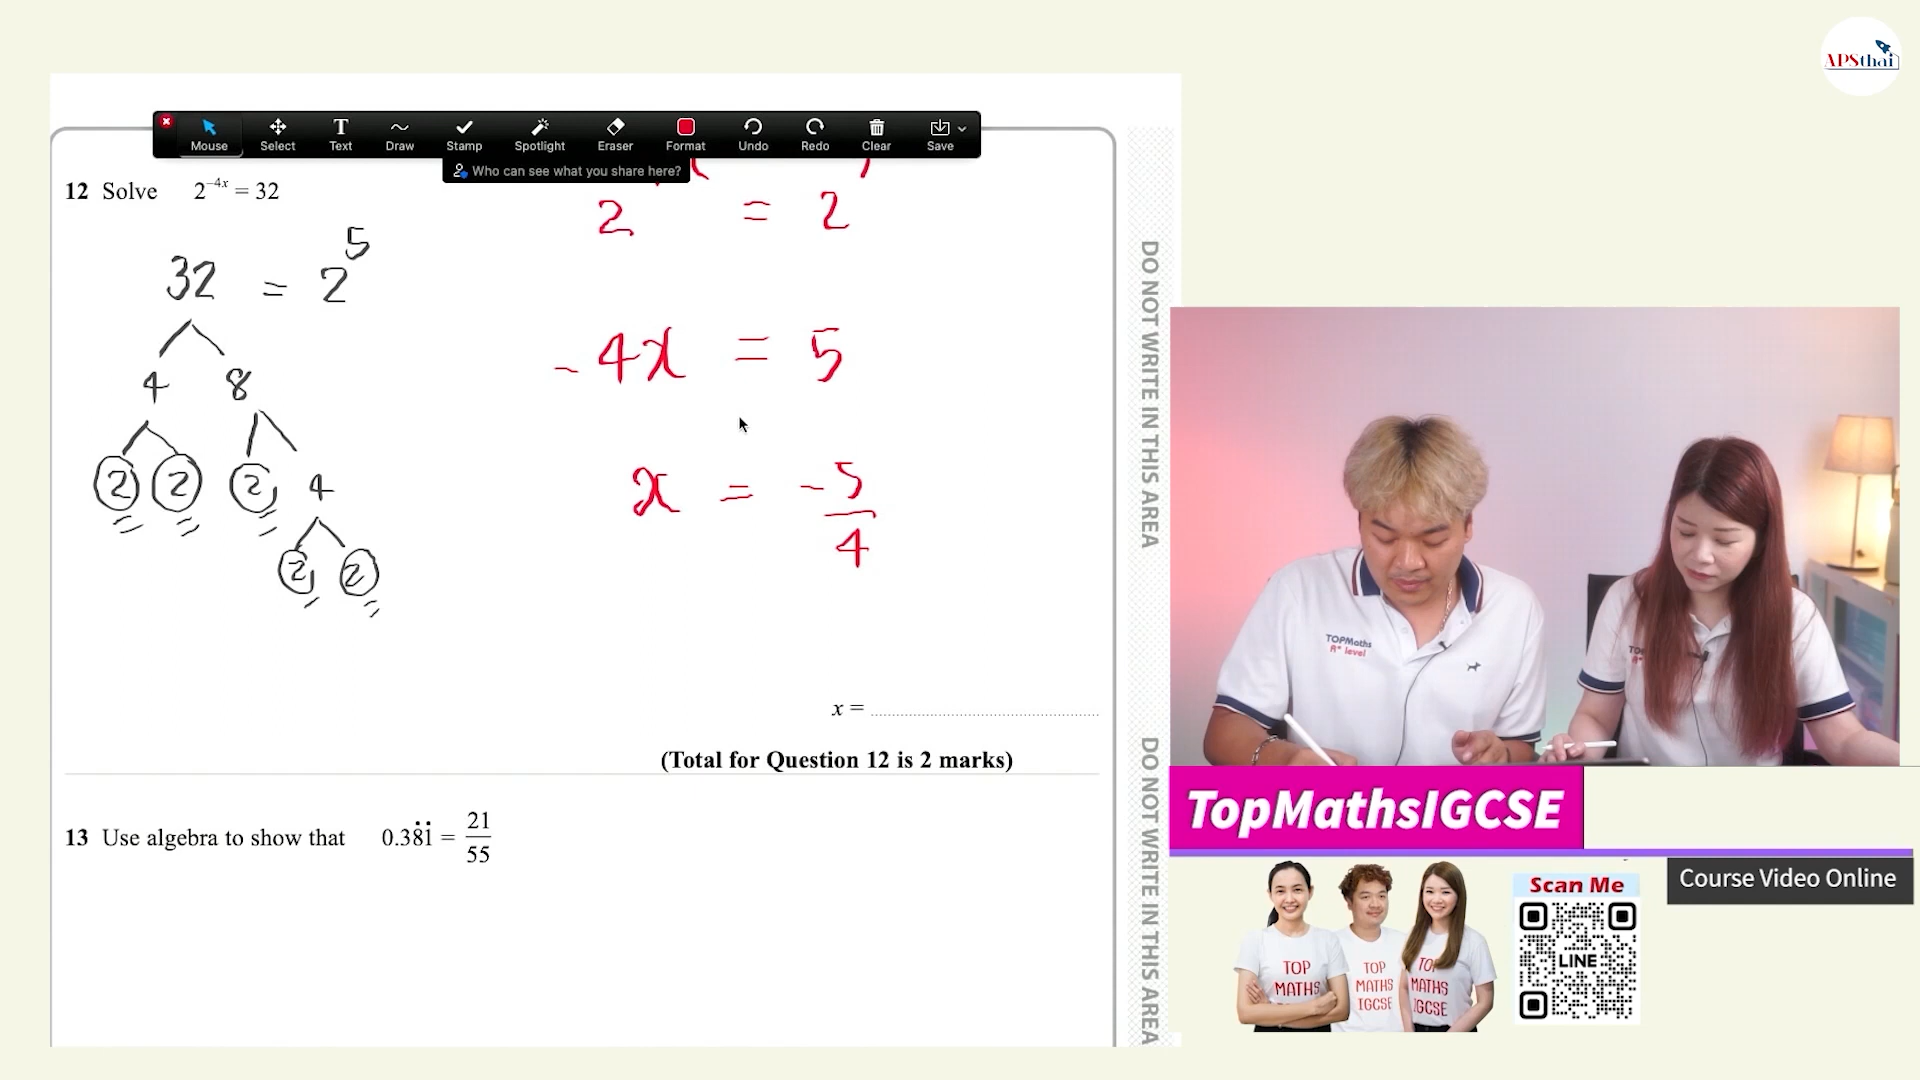 APSthai
Mouse Select Text Draw Stamp Spotlight Eraser Format Undo Redo Clear Save
Who can see what you share here?
12 Solve 2⁻⁴ˣ = 32
2 = 2
32 = 2⁵
- 4x = 5
4 8
x = -5/4
2 2 2 4
2 2
x =
(Total for Question 12 is 2 marks)
13 Use algebra to show that 0.38̇1̇ = 21/55
DO NOT WRITE IN THIS AREA
DO NOT WRITE IN THIS AREA
TOPMaths
A* level
TopMathsIGCSE
Course Video Online
Scan Me
LINE
TOP
MATHS
TOP
MATHS
IGCSE
TOP
MATHS
IGCSE